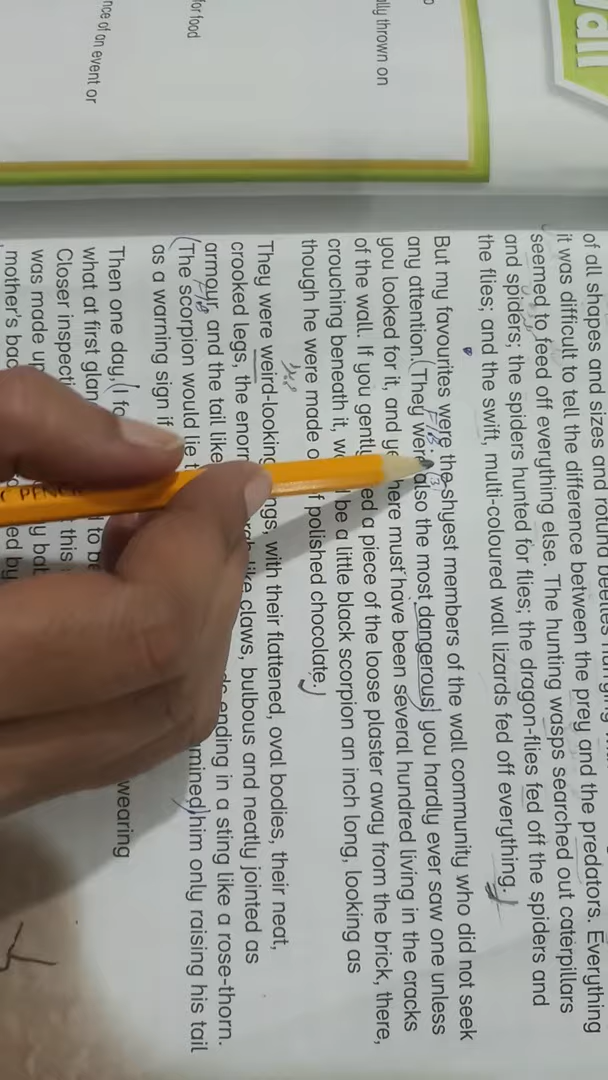 all
ally thrown on
for food
nce of an event or
of all shapes and sizes and rotund beetles
it was difficult to tell the difference between the prey and the predators. Everything
seemed to feed off everything else. The hunting wasps searched out caterpillars
and spiders; the spiders hunted for flies; the dragon-flies fed off the spiders and
the flies; and the swift, multi-coloured wall lizards fed off everything.
But my favourites were the shyest members of the wall community who did not seek
any attention. (They were also the most dangerous) you hardly ever saw one unless
you looked for it, and there must have been several hundred living in the cracks
of the wall. If you gently a piece of the loose plaster away from the brick, there,
crouching beneath it, be a little black scorpion an inch long, looking as
though he were made of polished chocolate.)
They were weird-looking with their flattened, oval bodies, their neat,
crooked legs, the like claws, bulbous and neatly jointed as
armour, and the tail like ending in a sting like a rose-thorn.
(The scorpion would lie him only raising his tail
as a warning sign if
Then one day, (I
what at first wearing
Closer this
was made up
mother's